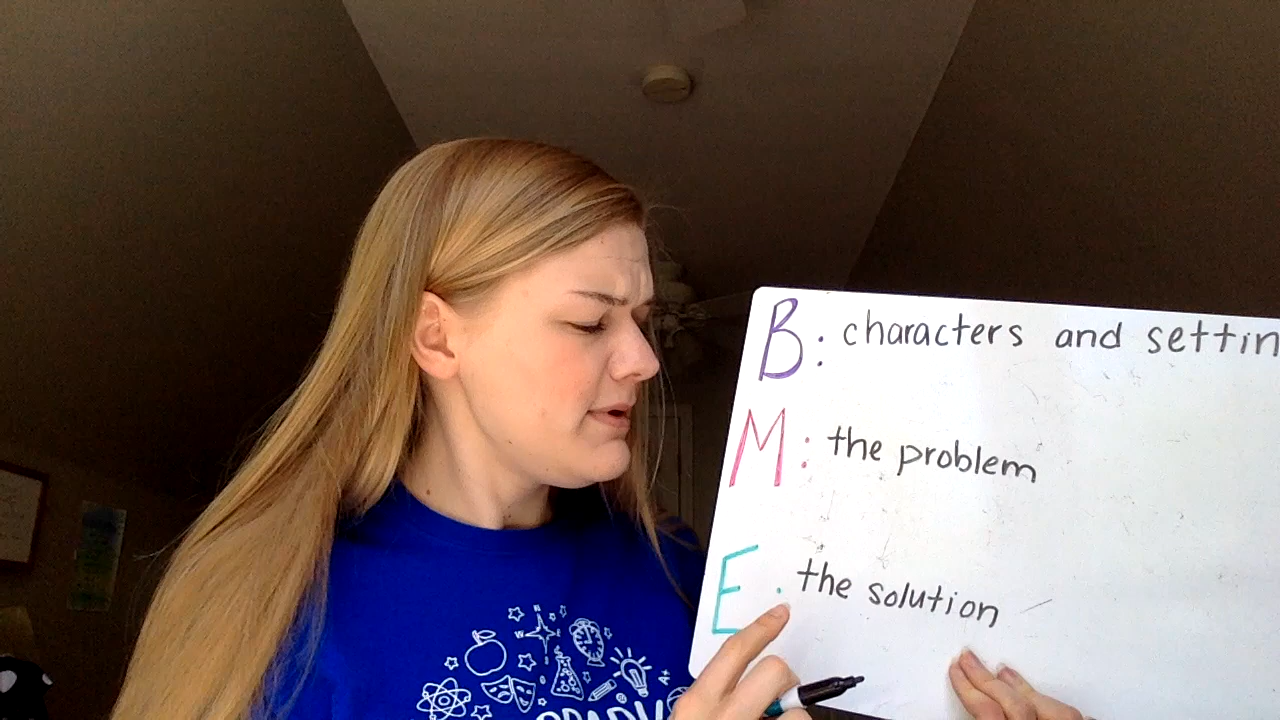 B: characters and settin
M: the problem
E: the solution